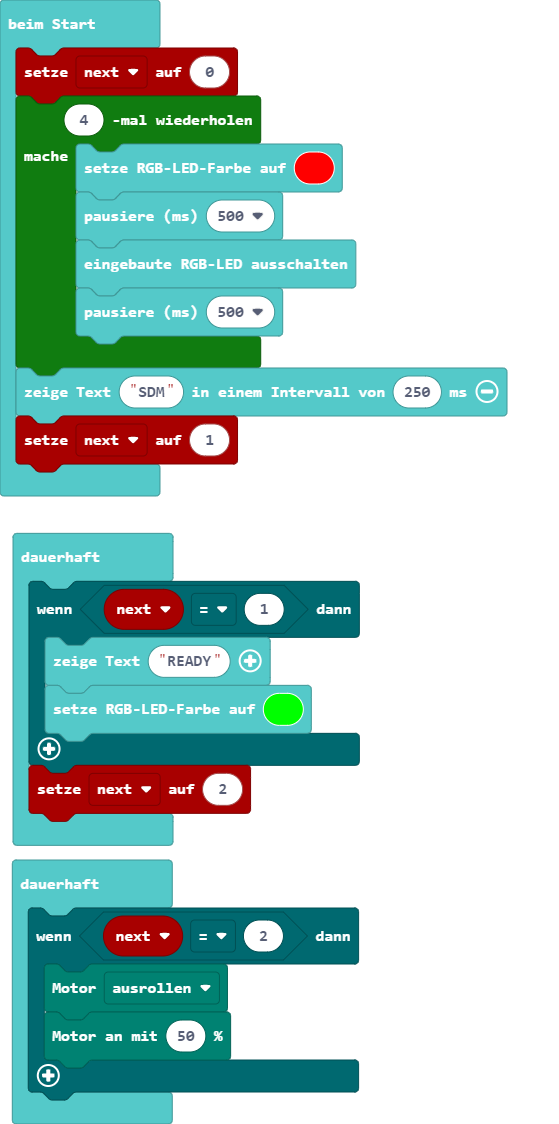 beim Start
setze next auf 0
4 -mal wiederholen
mache
setze RGB-LED-Farbe auf
pausiere (ms) 500
eingebaute RGB-LED ausschalten
pausiere (ms) 500
zeige Text "SDM" in einem Intervall von 250 ms
setze next auf 1
dauerhaft
wenn next = 1 dann
zeige Text "READY"
setze RGB-LED-Farbe auf
setze next auf 2
dauerhaft
wenn next = 2 dann
Motor ausrollen
Motor an mit 50 %